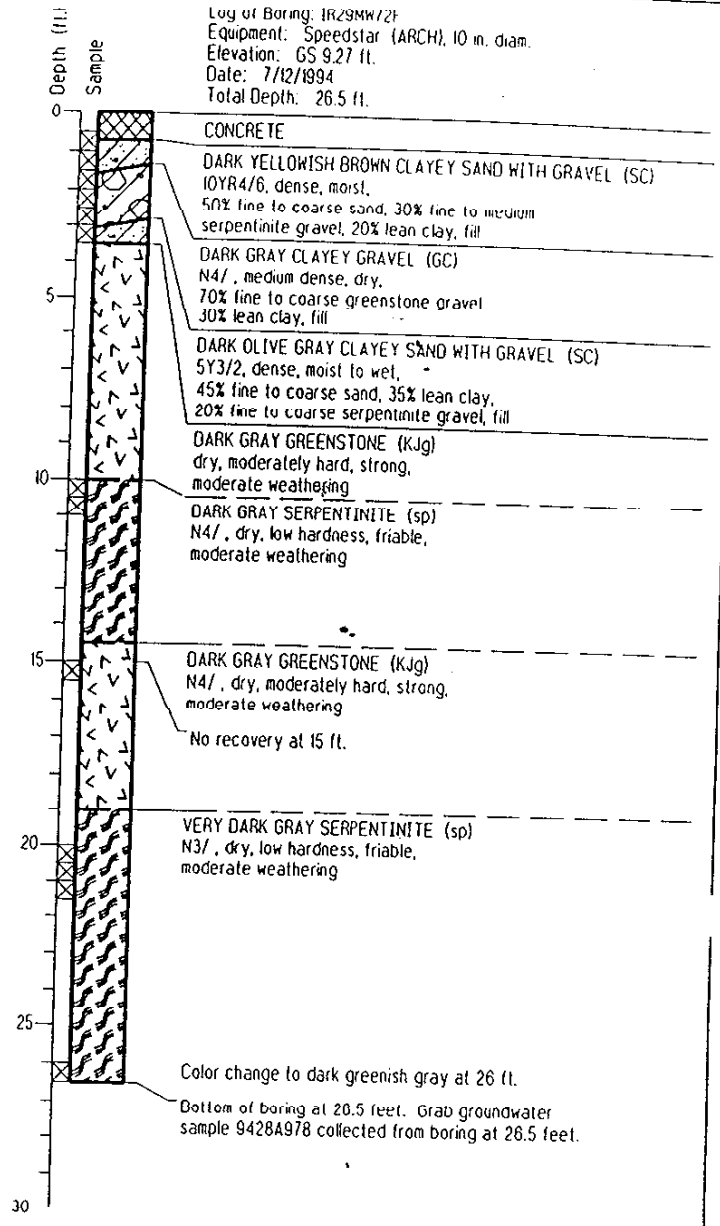 Log of Boring: IR29MW72F
Equipment: Speedstar (ARCH), 10 in. diam.
Elevation: GS 9.27 ft.
Date: 7/12/1994
Total Depth: 26.5 ft.
Depth (ft.)
Sample
0
CONCRETE
DARK YELLOWISH BROWN CLAYEY SAND WITH GRAVEL (SC)
10YR4/6, dense, moist,
50% fine to coarse sand, 30% fine to medium
serpentinite gravel, 20% lean clay, fill
DARK GRAY CLAYEY GRAVEL (GC)
N4/ , medium dense, dry,
5
70% fine to coarse greenstone gravel
30% lean clay, fill
DARK OLIVE GRAY CLAYEY SAND WITH GRAVEL (SC)
5Y3/2, dense, moist to wet,
45% fine to coarse sand, 35% lean clay,
20% fine to coarse serpentinite gravel, fill
DARK GRAY GREENSTONE (KJg)
dry, moderately hard, strong,
10
moderate weathering
DARK GRAY SERPENTINITE (sp)
N4/ , dry, low hardness, friable,
moderate weathering
15
DARK GRAY GREENSTONE (KJg)
N4/ , dry, moderately hard, strong,
moderate weathering
No recovery at 15 ft.
20
VERY DARK GRAY SERPENTINITE (sp)
N3/ , dry, low hardness, friable,
moderate weathering
25
Color change to dark greenish gray at 26 ft.
Bottom of boring at 26.5 feet. Grab groundwater
sample 9428A978 collected from boring at 26.5 feet.
30